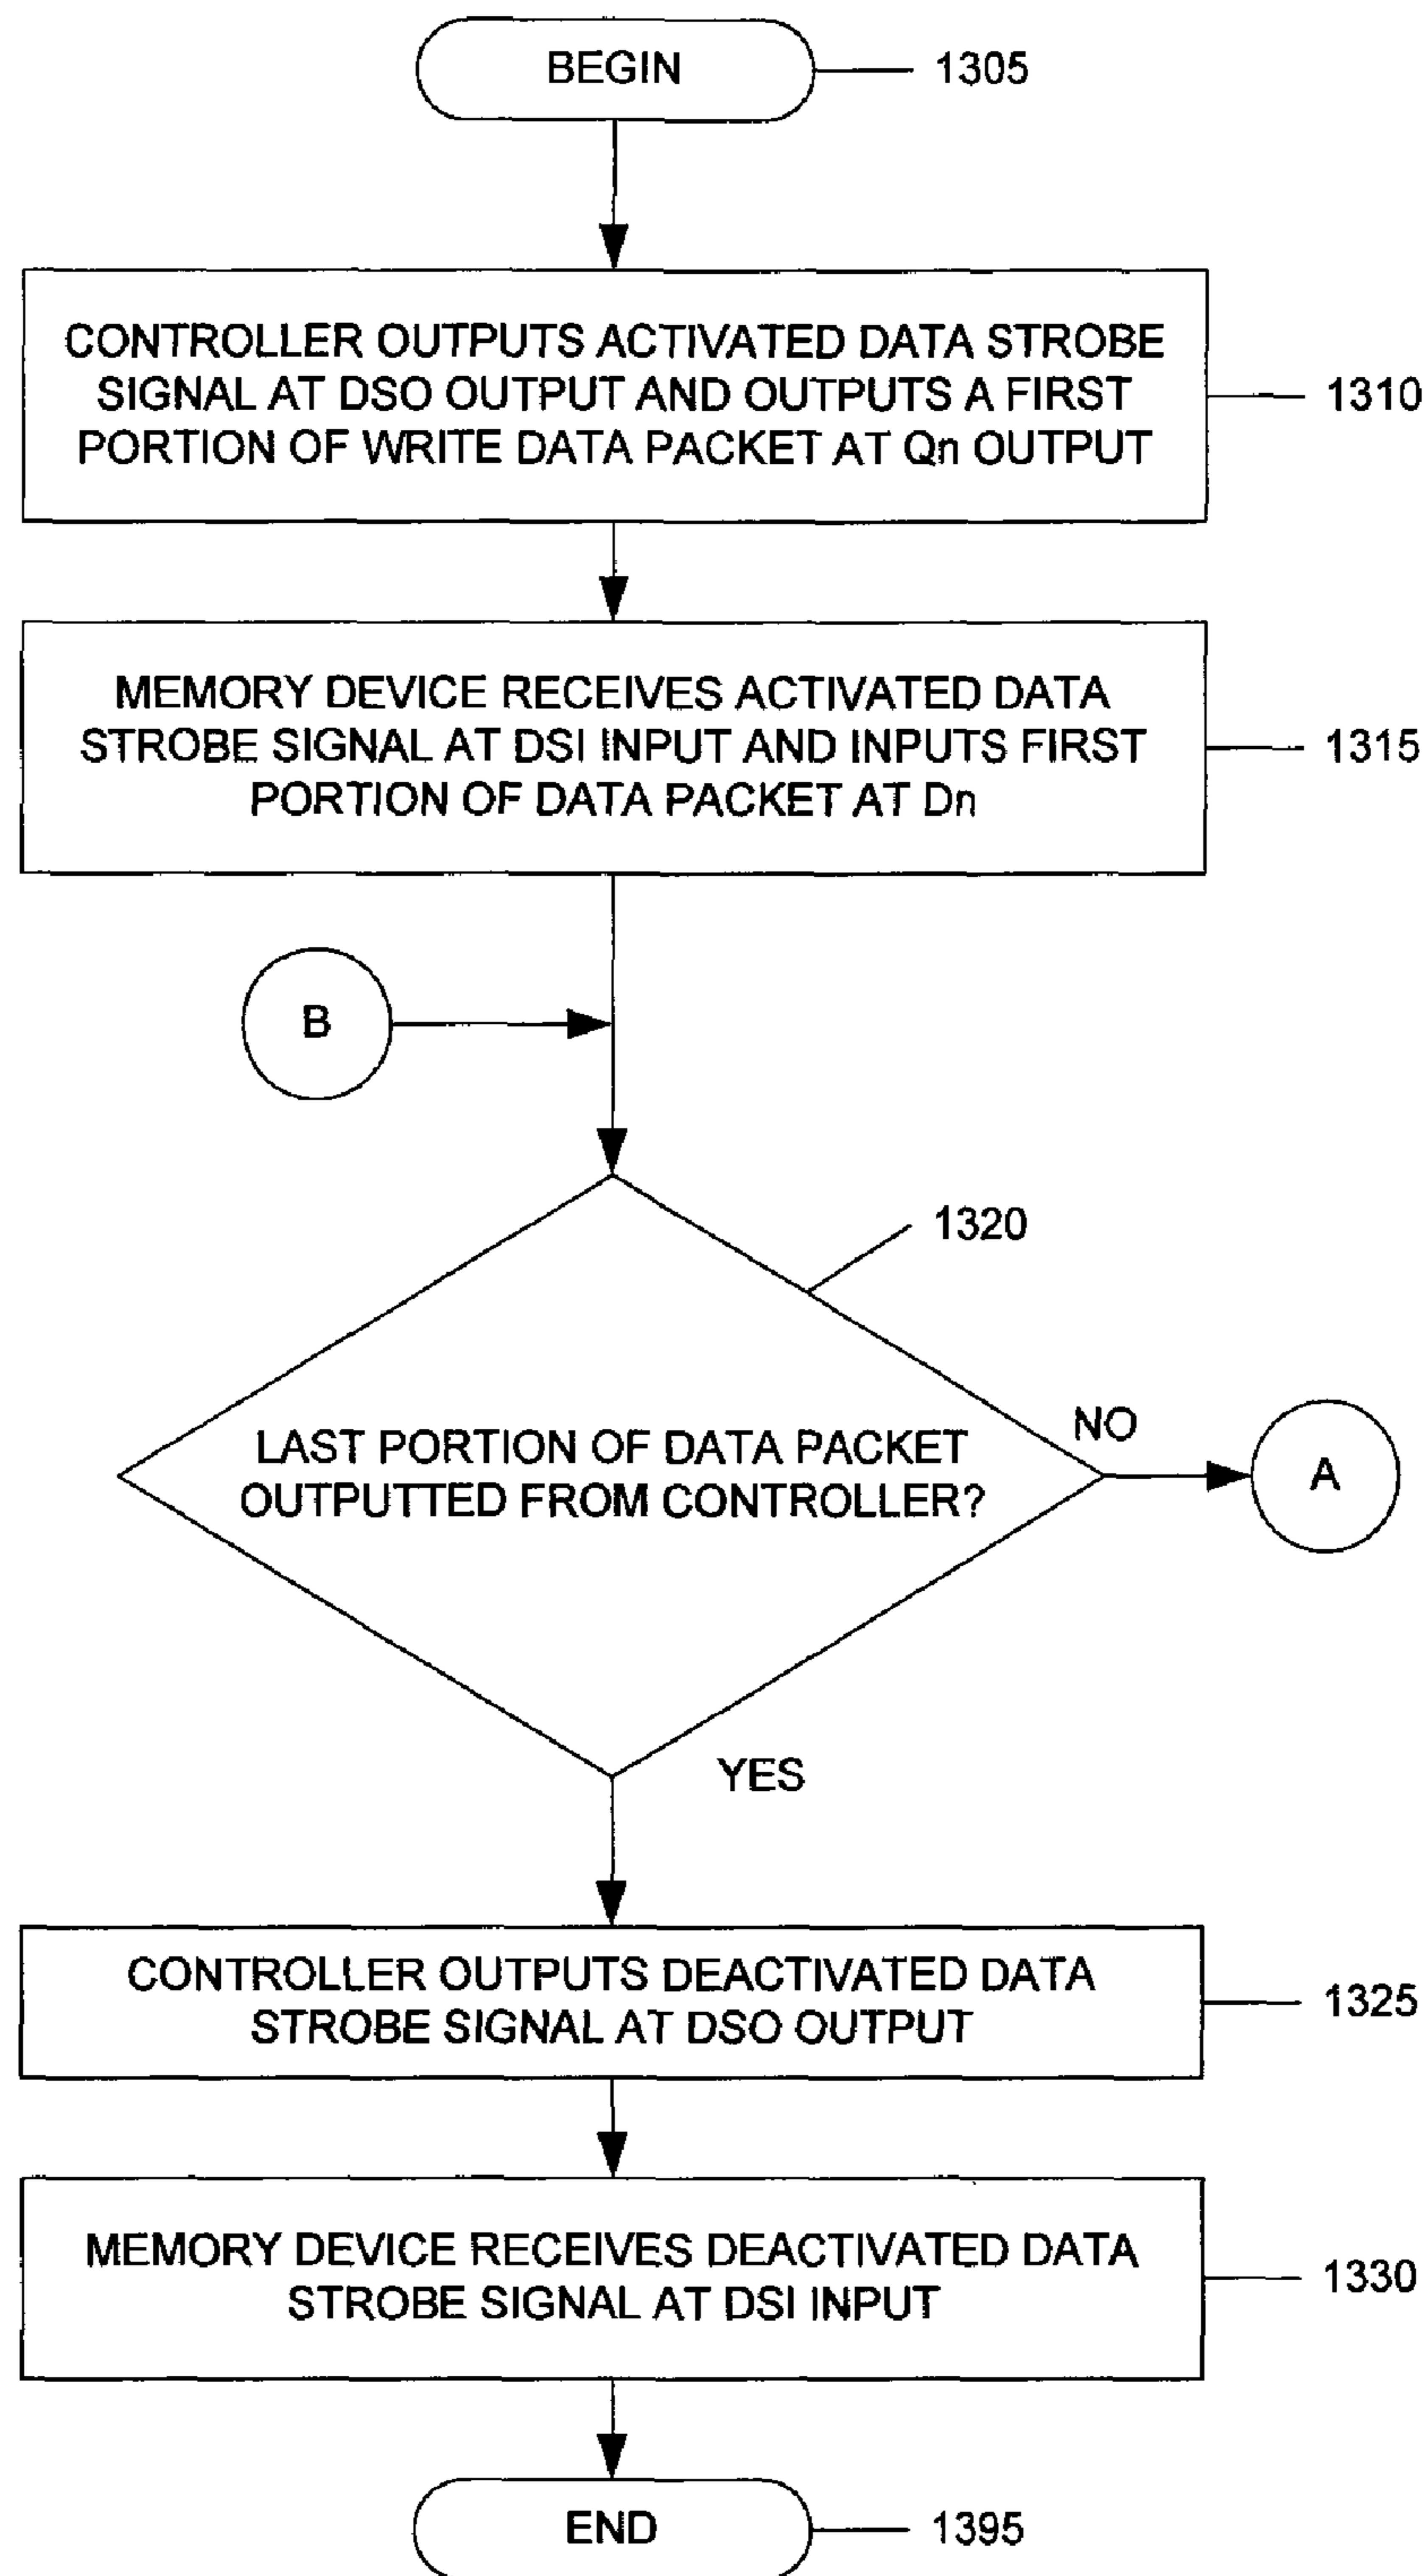 BEGIN
1305
CONTROLLER OUTPUTS ACTIVATED DATA STROBE
SIGNAL AT DSO OUTPUT AND OUTPUTS A FIRST
PORTION OF WRITE DATA PACKET AT Qn OUTPUT
1310
MEMORY DEVICE RECEIVES ACTIVATED DATA
STROBE SIGNAL AT DSI INPUT AND INPUTS FIRST
PORTION OF DATA PACKET AT Dn
1315
B
1320
LAST PORTION OF DATA PACKET
OUTPUTTED FROM CONTROLLER?
NO
A
YES
CONTROLLER OUTPUTS DEACTIVATED DATA
STROBE SIGNAL AT DSO OUTPUT
1325
MEMORY DEVICE RECEIVES DEACTIVATED DATA
STROBE SIGNAL AT DSI INPUT
1330
END
1395